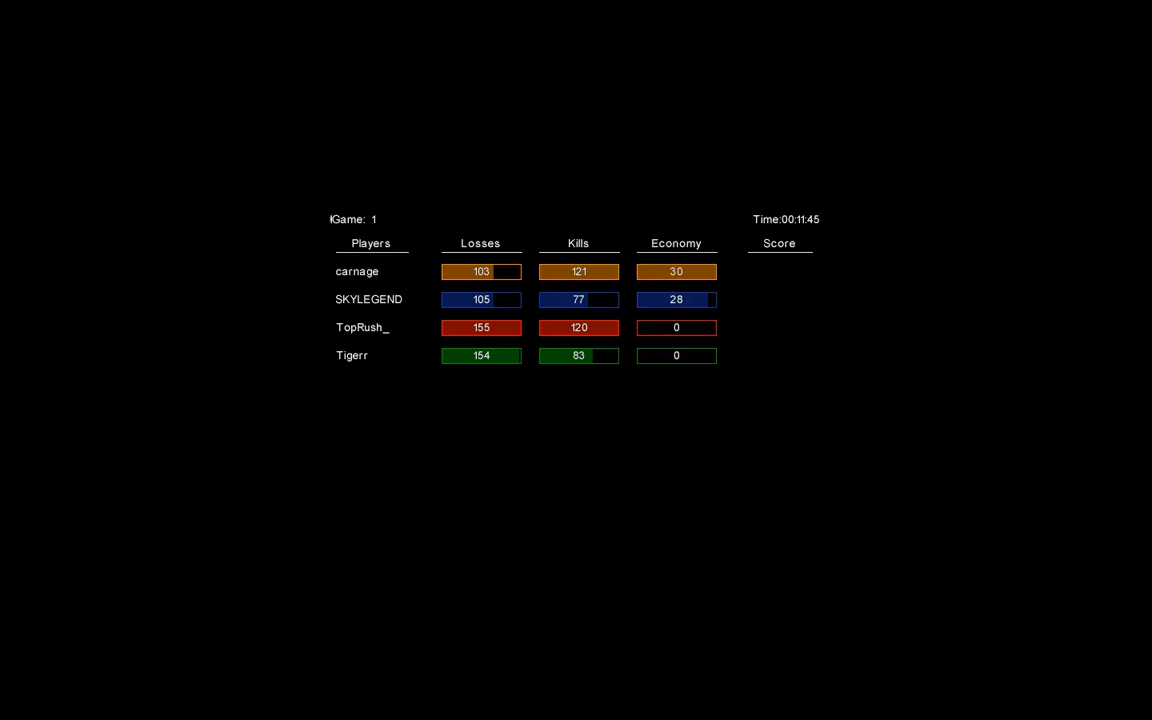 Game: 1 Time:00:11:45
Players Losses Kills Economy Score
carnage 103 121 30
SKYLEGEND 105 77 28
TopRush_ 155 120 0
Tigerr 154 83 0